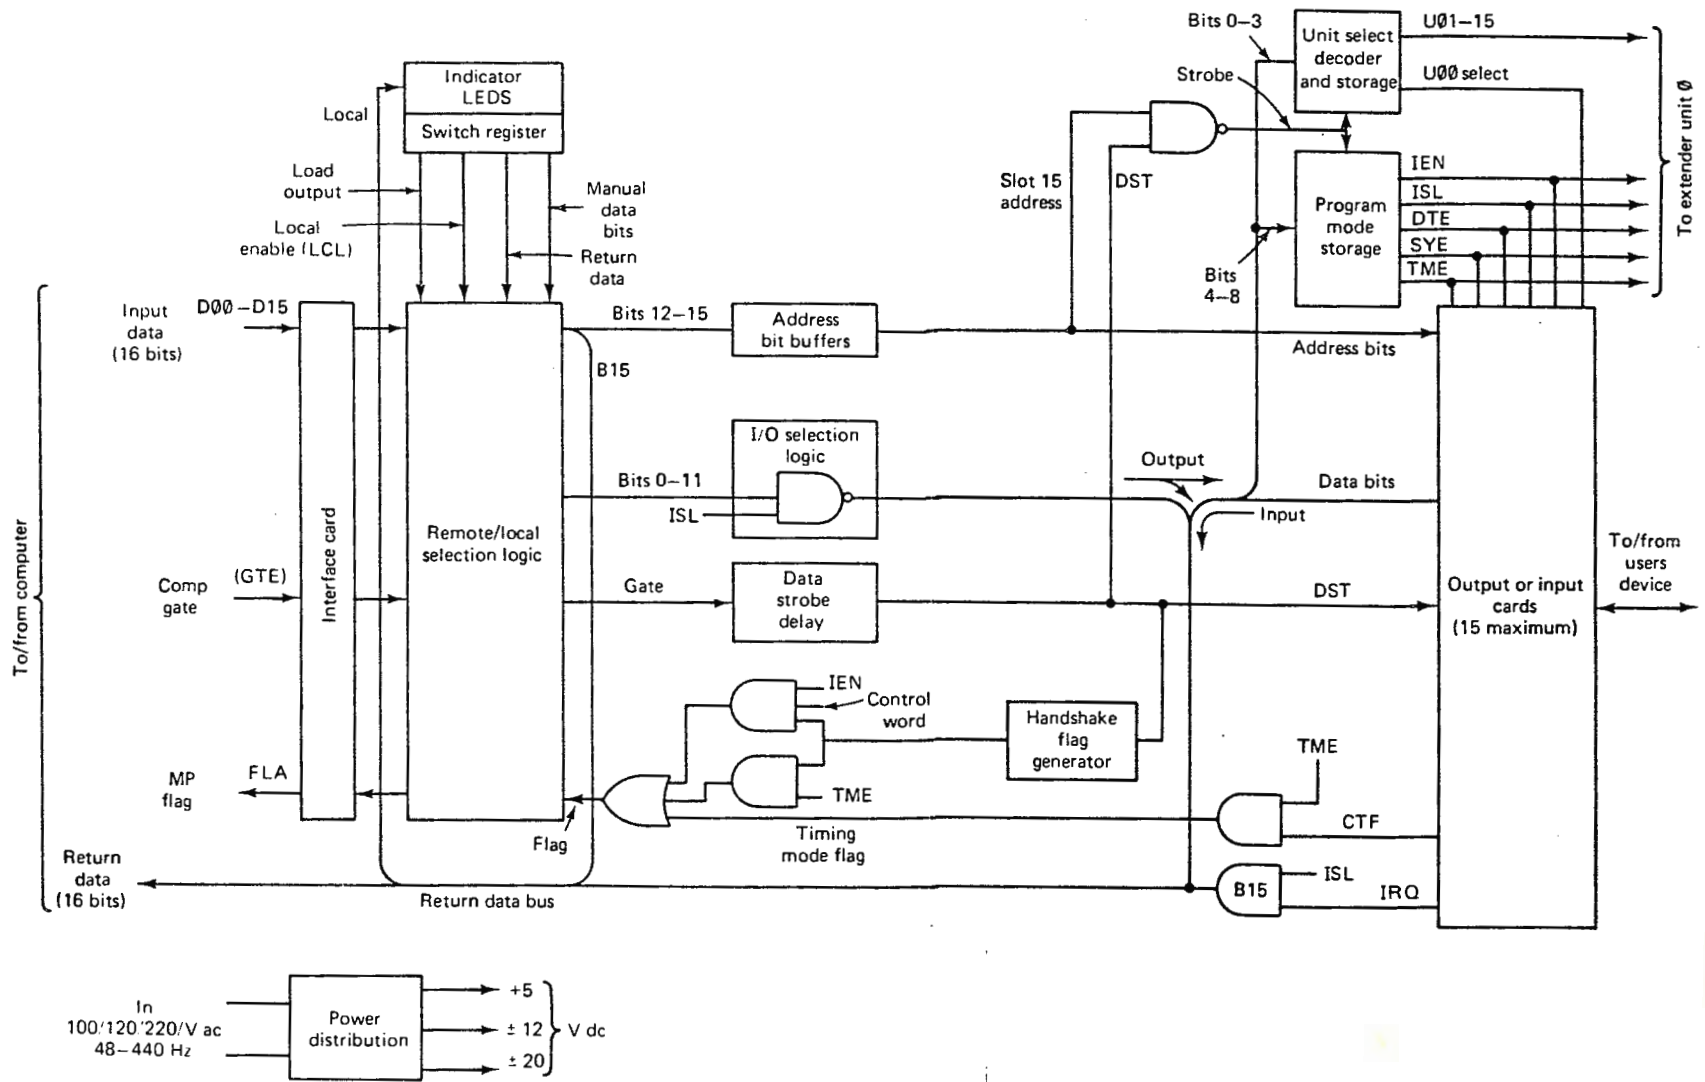 Bits 0–3
Unit select
decoder
and storage
U01–15
U00 select
Strobe
Indicator
LEDS
Switch register
Local
Load
output
Local
enable (LCL)
Manual
data
bits
Return
data
Slot 15
address
DST
Bits
4–8
Program
mode
storage
IEN
ISL
DTE
SYE
TME
To extender unit 0
Input
data
(16 bits)
D00–D15
Bits 12–15
Address
bit buffers
Address bits
B15
I/O selection
logic
Bits 0–11
ISL
Output
Input
Data bits
Remote/local
selection logic
Interface card
To/from computer
Comp
gate
(GTE)
Gate
Data
strobe
delay
DST
Output or input
cards
(15 maximum)
To/from
users
device
IEN
Control
word
Handshake
flag
generator
TME
TME
MP
flag
FLA
Flag
Timing
mode flag
CTF
Return
data
(16 bits)
Return data bus
B15
ISL
IRQ
In
100/120/220/V ac
48–440 Hz
Power
distribution
+5
± 12
± 20
V dc